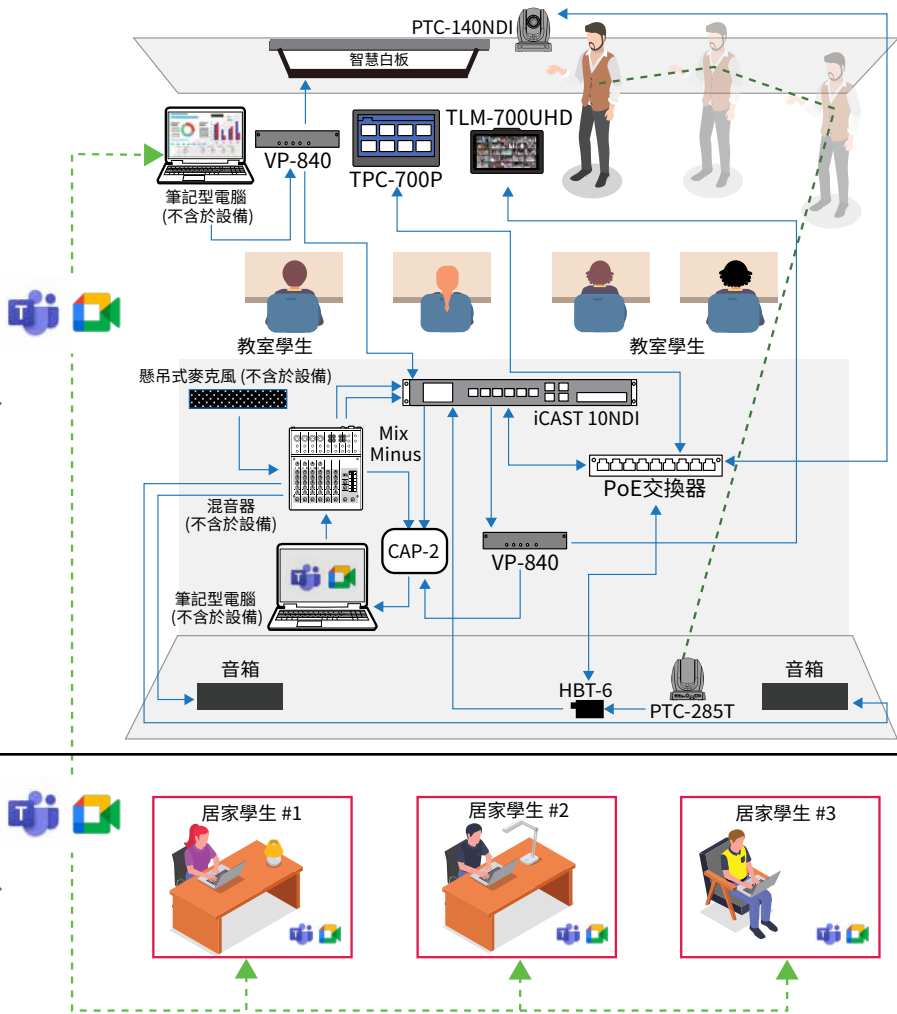 PTC-140NDI
智慧白板
TLM-700UHD
VP-840
TPC-700P
筆記型電腦
(不含於設備)
教室學生
教室學生
懸吊式麥克風 (不含於設備)
iCAST 10NDI
Mix
Minus
PoE交換器
混音器
(不含於設備)
CAP-2
VP-840
筆記型電腦
(不含於設備)
音箱
HBT-6
PTC-285T
音箱
居家學生 #1
居家學生 #2
居家學生 #3